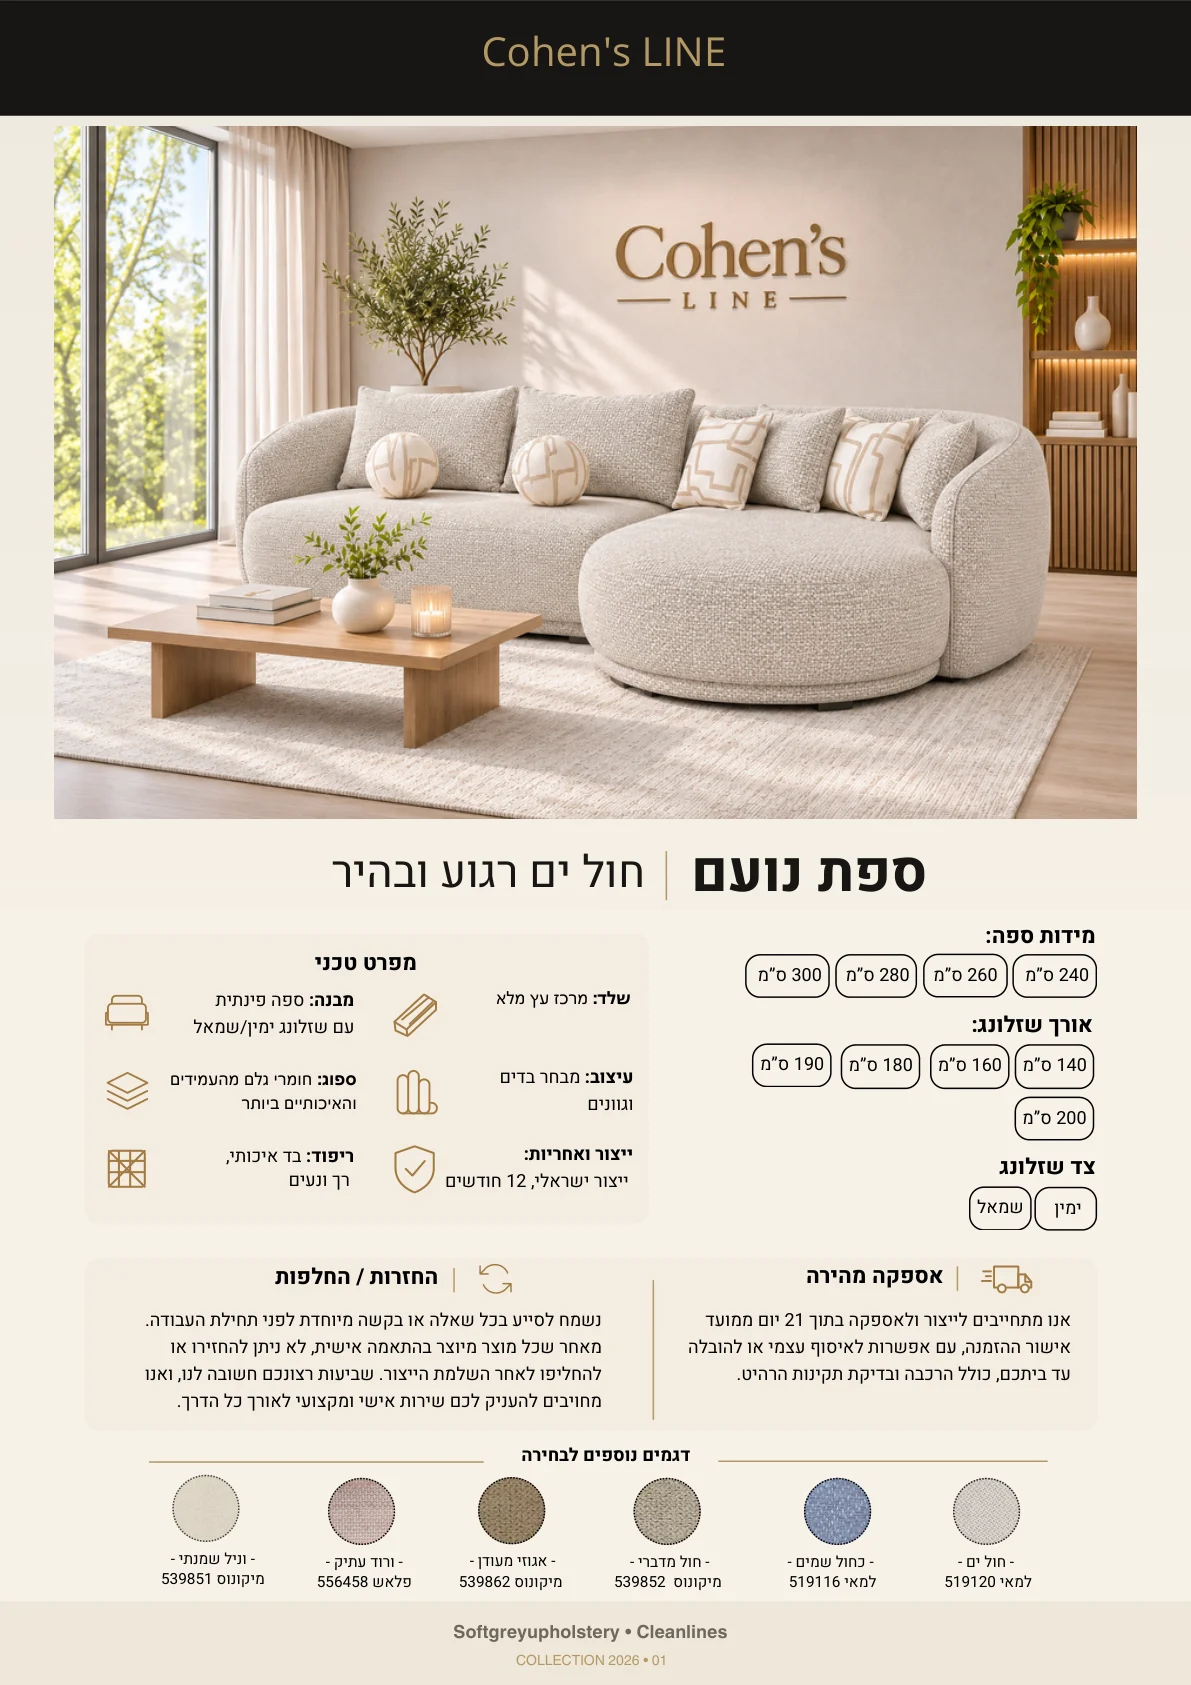 Cohen's LINE
Cohen's
LINE
ספת נועם | חול ים רגוע ובהיר
מידות ספה:
240 ס”מ 260 ס”מ 280 ס”מ 300 ס”מ
אורך שזלונג:
140 ס”מ 160 ס”מ 180 ס”מ 190 ס”מ
200 ס”מ
צד שזלונג
ימין שמאל
מפרט טכני
שלד: מרכז עץ מלא
מבנה: ספה פינתית
עם שזלונג ימין/שמאל
עיצוב: מבחר בדים
וגוונים
ספוג: חומרי גלם מהעמידים
והאיכותיים ביותר
ייצור ואחריות:
ייצור ישראלי, 12 חודשים
ריפוד: בד איכותי,
רך ונעים
אספקה מהירה
אנו מתחייבים לייצור ולאספקה בתוך 21 יום ממועד
אישור ההזמנה, עם אפשרות לאיסוף עצמי או להובלה
עד ביתכם, כולל הרכבה ובדיקת תקינות הרהיט.
החזרות / החלפות
נשמח לסייע בכל שאלה או בקשה מיוחדת לפני תחילת העבודה.
מאחר שכל מוצר מיוצר בהתאמה אישית, לא ניתן להחזירו או
להחליפו לאחר השלמת הייצור. שביעות רצונכם חשובה לנו, ואנו
מחויבים להעניק לכם שירות אישי ומקצועי לאורך כל הדרך.
דגמים נוספים לבחירה
- חול ים -
למאי 519120
- כחול שמים -
למאי 519116
- חול מדברי -
מיקונוס 539852
- אגוזי מעודן -
מיקונוס 539862
- ורוד עתיק -
פלאש 556458
- וניל שמנתי -
מיקונוס 539851
Softgreyupholstery • Cleanlines
COLLECTION 2026 • 01